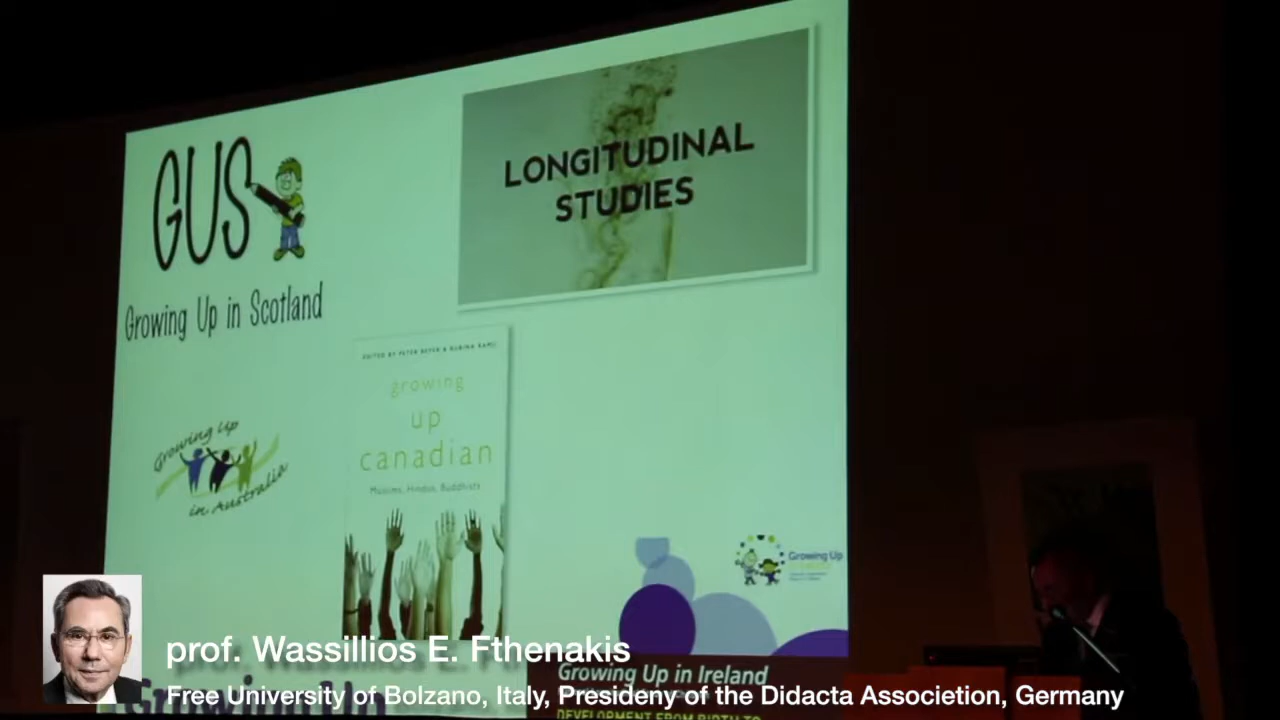 GUS
Growing Up in Scotland
LONGITUDINAL
STUDIES
EDITED BY PETER BEYER & RUBINA RAMJI
growing
up
canadian
Muslims, Hindus, Buddhists
Growing Up
in Australia
Growing Up
prof. Wassillios E. Fthenakis
Growing Up in Ireland
Free University of Bolzano, Italy, Presideny of the Didacta Associetion, Germany
DEVELOPMENT FROM BIRTH TO